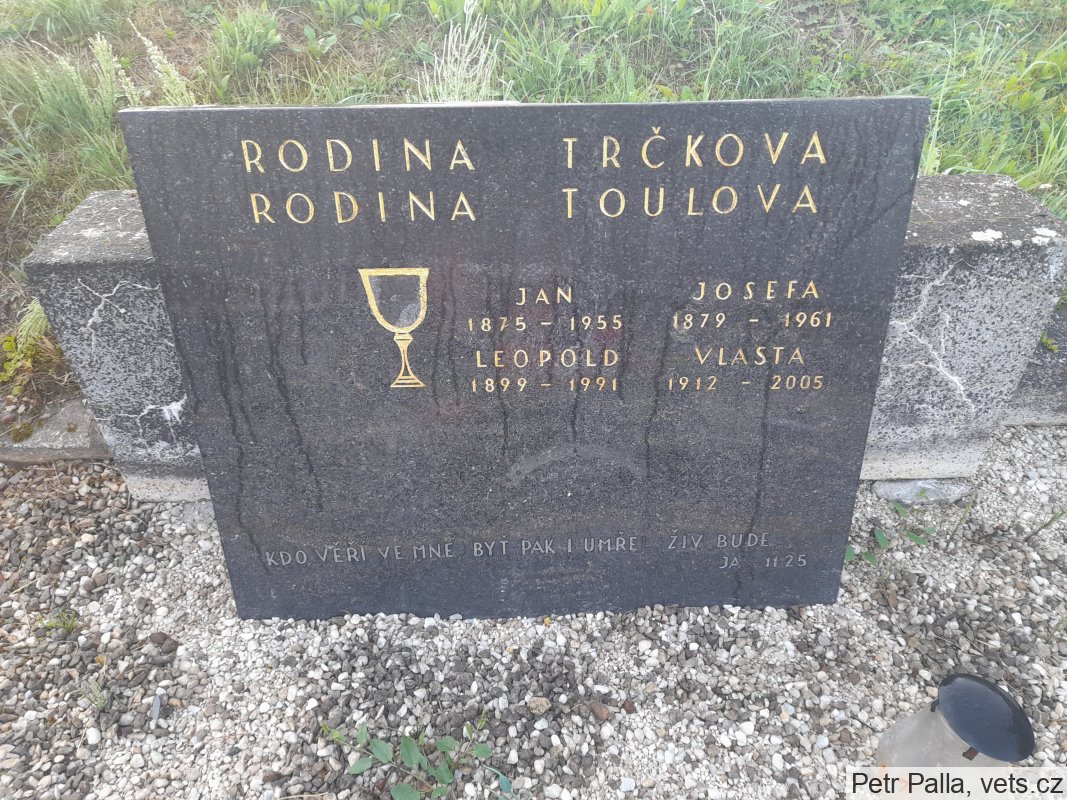 RODINA TRČKOVA
RODINA TOULOVA
JAN JOSEFA
1875 - 1955 1879 - 1961
LEOPOLD VLASTA
1899 - 1991 1912 - 2005
KDO VĚŘÍ VE MNE BYŤ PAK I UMŘE ŽIV BUDE
JA 11 25
Petr Palla, vets.cz